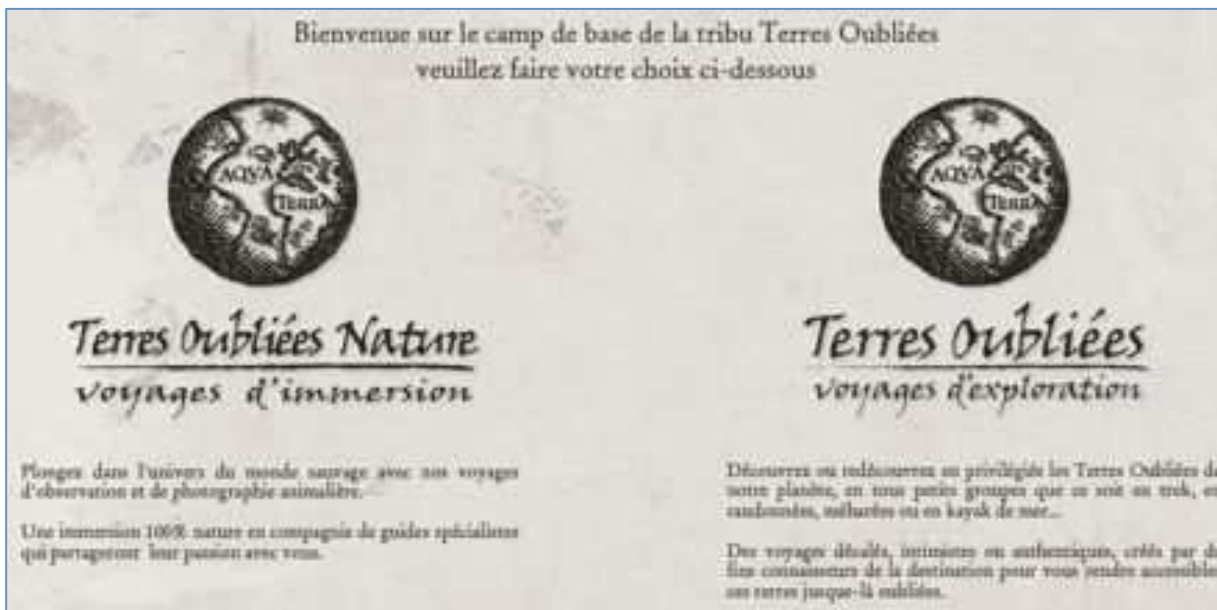 Bienvenue sur le camp de base de la tribu Terres Oubliées
veuillez faire votre choix ci-dessous
AQVA
TERRA
Terres Oubliées Nature
voyages d'immersion
Plongez dans l'univers du monde sauvage avec nos voyages
d'observation et de photographie animalière.
Une immersion 100% nature en compagnie de guides spécialistes
qui partageront leur passion avec vous.
AQVA
TERRA
Terres Oubliées
voyages d'exploration
Découvrez ou redécouvrez en privilégiés les Terres Oubliées de
notre planète, en tous petits groupes que ce soit en trek, en
randonnées, méharées ou en kayak de mer...
Des voyages décalés, intimistes ou authentiques, créés par de
fins connaisseurs de la destination pour vous rendre accessibles
ces terres jusque-là oubliées.